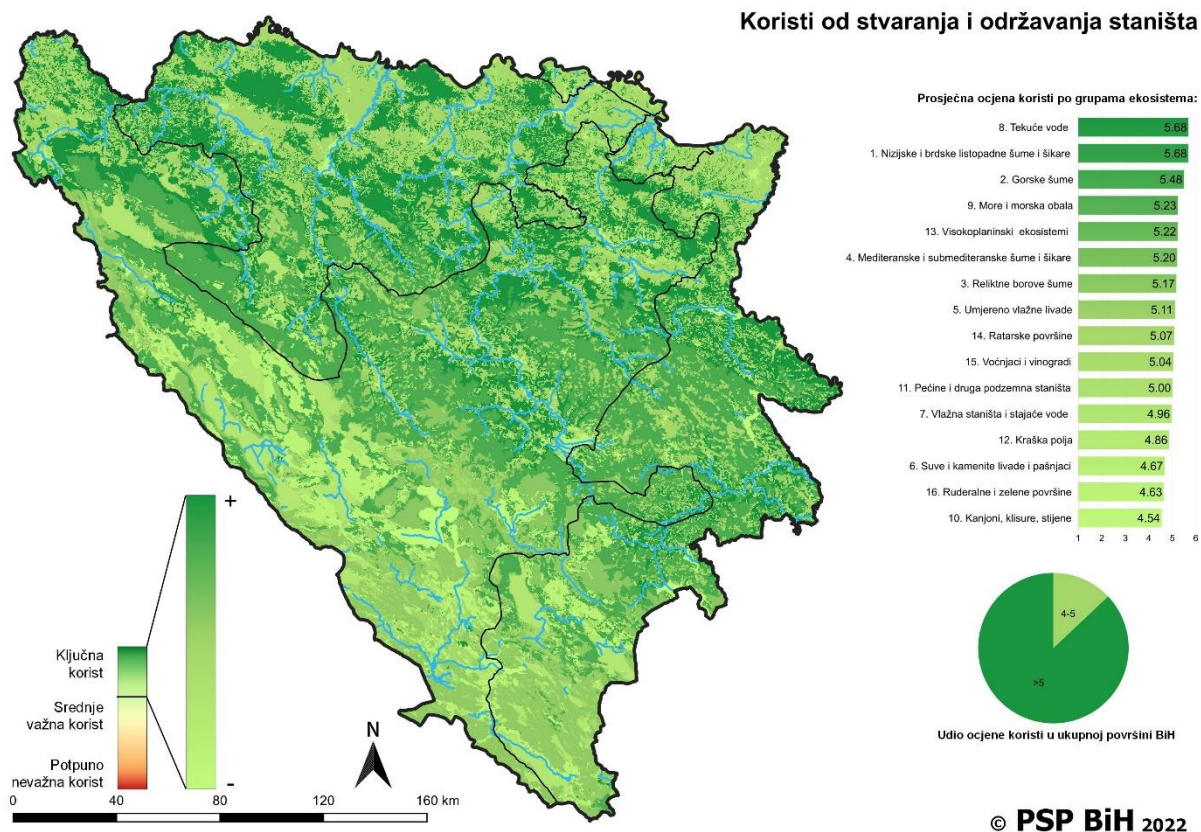 Koristi od stvaranja i održavanja staništa
Prosječna ocjena koristi po grupama ekosistema:
8. Tekuće vode 5.68
1. Nizijske i brdske listopadne šume i šikare 5.68
2. Gorske šume 5.48
9. More i morska obala 5.23
13. Visokoplaninski ekosistemi 5.22
4. Mediteranske i submediteranske šume i šikare 5.20
3. Reliktne borove šume 5.17
5. Umjereno vlažne livade 5.11
14. Ratarske površine 5.07
15. Voćnjaci i vinogradi 5.04
11. Pećine i druga podzemna staništa 5.00
7. Vlažna staništa i stajaće vode 4.96
12. Kraška polja 4.86
6. Suve i kamenite livade i pašnjaci 4.67
16. Ruderalne i zelene površine 4.63
10. Kanjoni, klisure, stijene 4.54
1 2 3 4 5 6
4-5
>5
Udio ocjene koristi u ukupnoj površini BiH
+
-
Ključna
korist
Srednje
važna korist
Potpuno
nevažna korist
N
0 40 80 120 160 km
© PSP BiH 2022